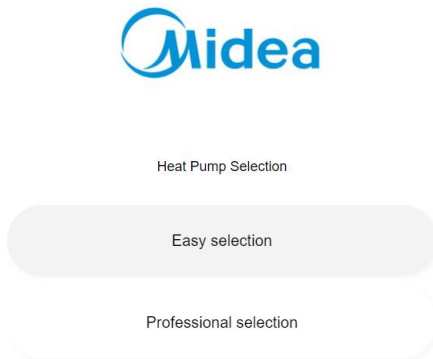 Midea
Heat Pump Selection
Easy selection
Professional selection